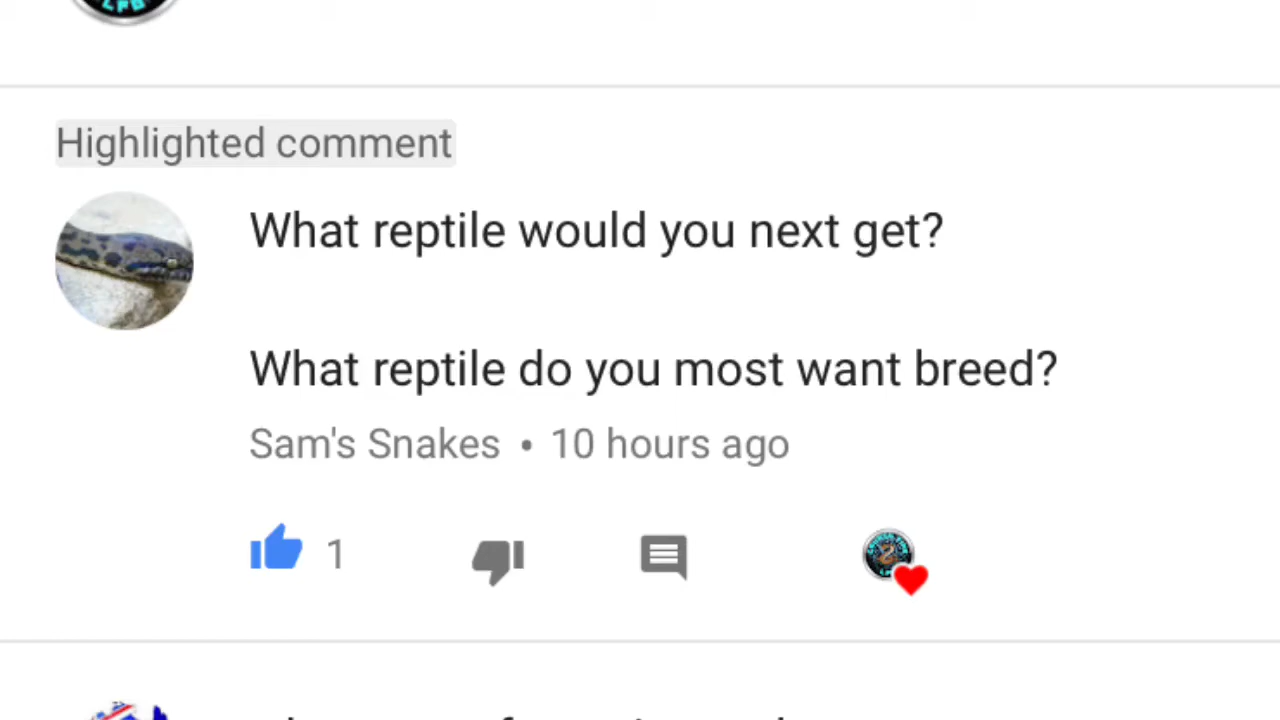 Highlighted comment
What reptile would you next get?
What reptile do you most want breed?
Sam's Snakes • 10 hours ago
1